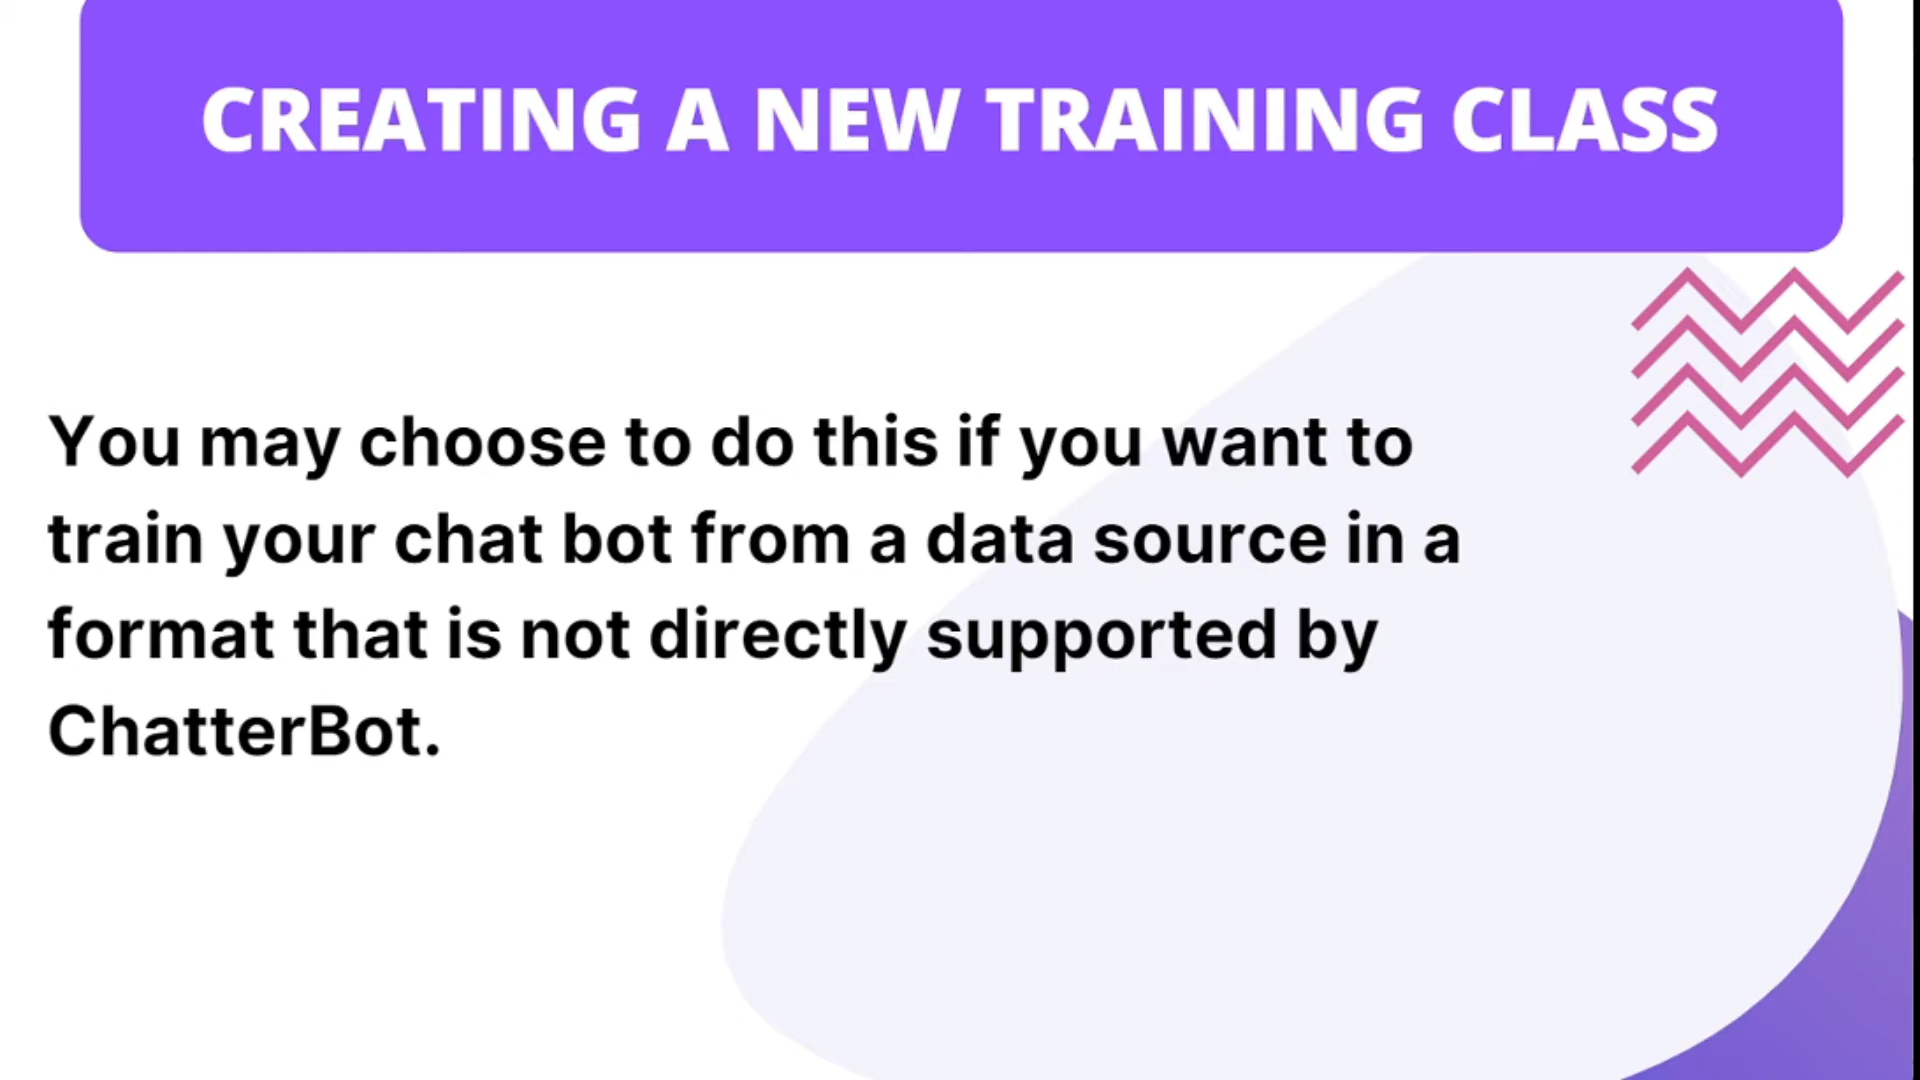 CREATING A NEW TRAINING CLASS
You may choose to do this if you want to
train your chat bot from a data source in a
format that is not directly supported by
ChatterBot.